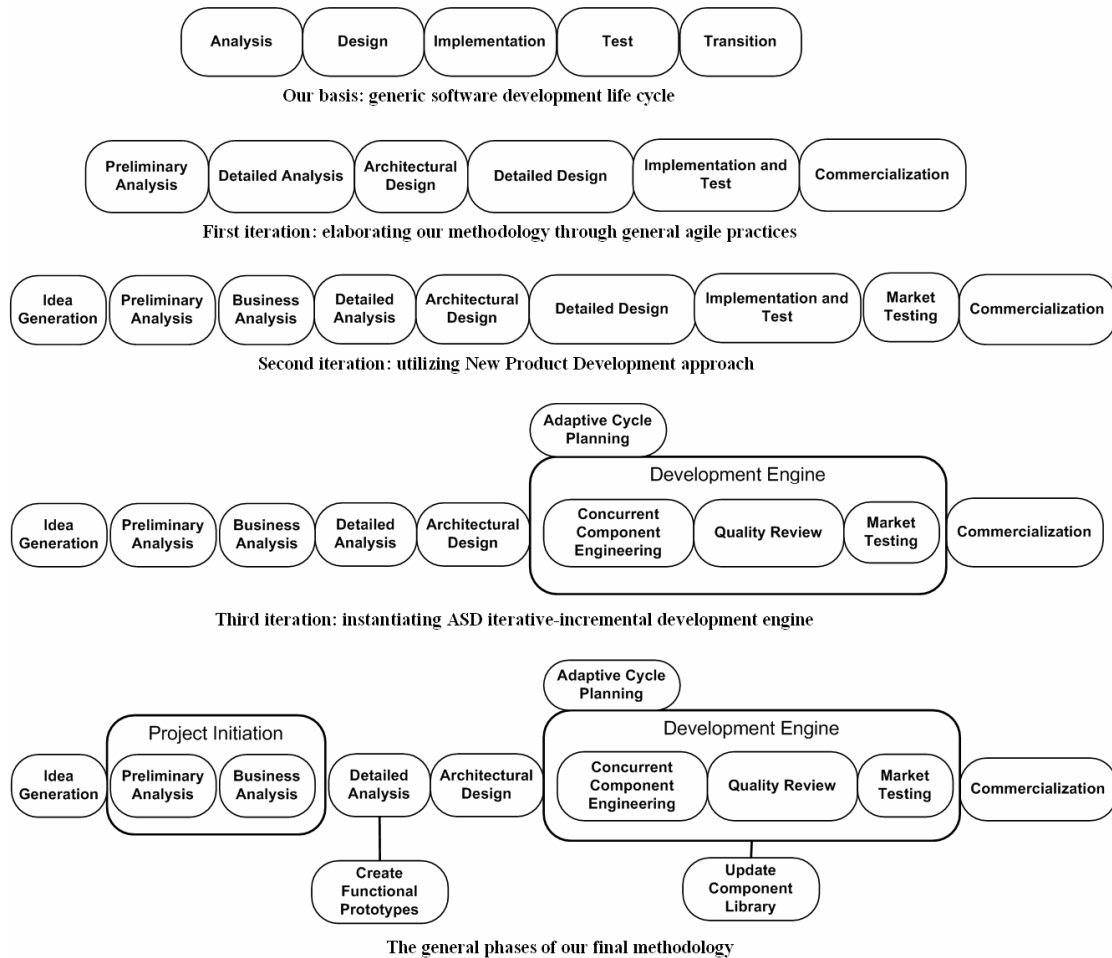 Analysis
Design
Implementation
Test
Transition
Our basis: generic software development life cycle
Preliminary
Analysis
Detailed Analysis
Architectural
Design
Detailed Design
Implementation and
Test
Commercialization
First iteration: elaborating our methodology through general agile practices
Idea
Generation
Preliminary
Analysis
Business
Analysis
Detailed
Analysis
Architectural
Design
Detailed Design
Implementation and
Test
Market
Testing
Commercialization
Second iteration: utilizing New Product Development approach
Adaptive Cycle
Planning
Development Engine
Idea
Generation
Preliminary
Analysis
Business
Analysis
Detailed
Analysis
Architectural
Design
Concurrent
Component
Engineering
Quality Review
Market
Testing
Commercialization
Third iteration: instantiating ASD iterative-incremental development engine
Adaptive Cycle
Planning
Project Initiation
Development Engine
Idea
Generation
Preliminary
Analysis
Business
Analysis
Detailed
Analysis
Architectural
Design
Concurrent
Component
Engineering
Quality Review
Market
Testing
Commercialization
Create
Functional
Prototypes
Update
Component
Library
The general phases of our final methodology